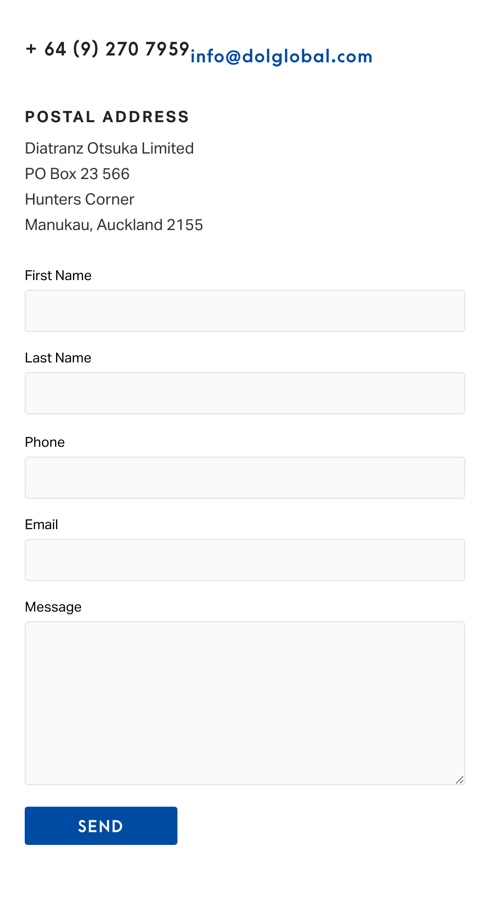 + 64 (9) 270 7959 info@dolglobal.com
POSTAL ADDRESS
Diatranz Otsuka Limited
PO Box 23 566
Hunters Corner
Manukau, Auckland 2155
First Name
Last Name
Phone
Email
Message
SEND